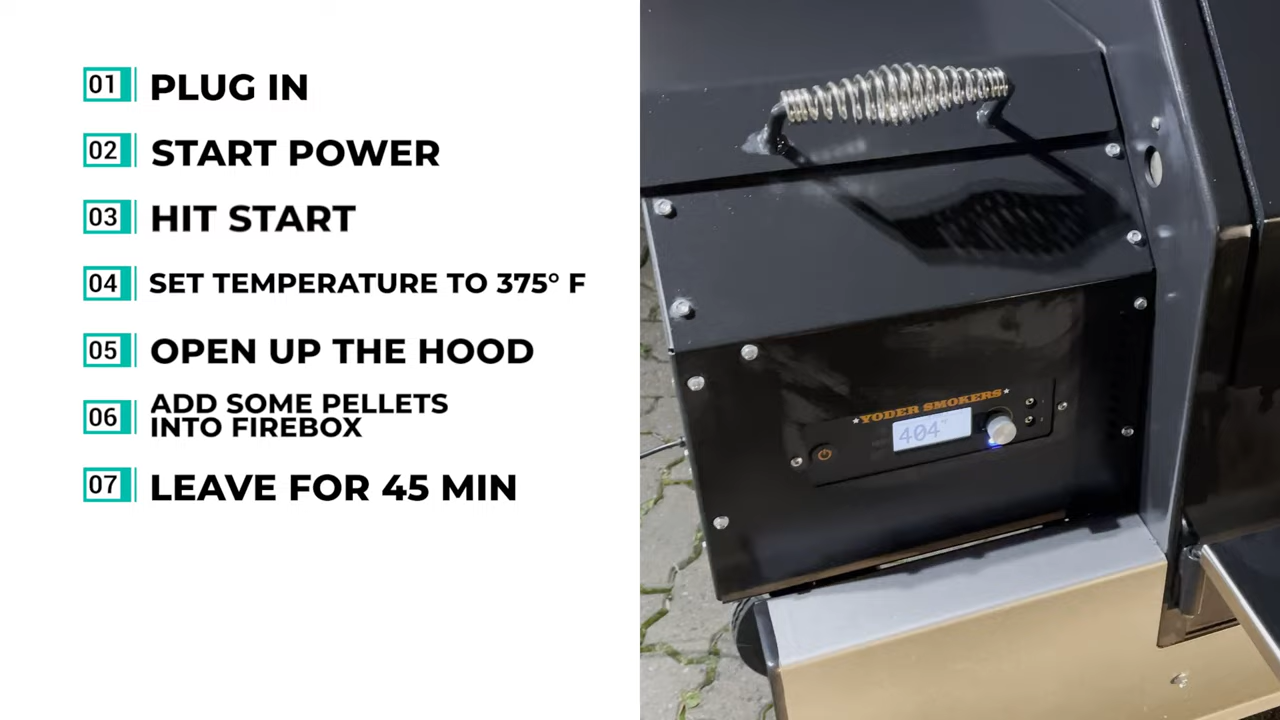 01 PLUG IN
02 START POWER
03 HIT START
04 SET TEMPERATURE TO 375° F
05 OPEN UP THE HOOD
06 ADD SOME PELLETS
INTO FIREBOX
07 LEAVE FOR 45 MIN
YODER SMOKERS
404°